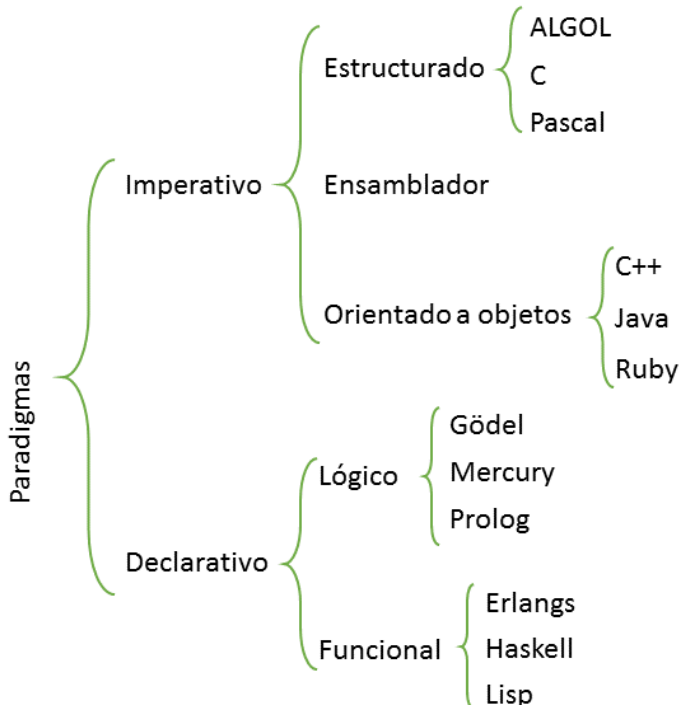 Paradigmas
Imperativo
Estructurado
ALGOL
C
Pascal
Ensamblador
Orientado a objetos
C++
Java
Ruby
Declarativo
Lógico
Gödel
Mercury
Prolog
Funcional
Erlangs
Haskell
Lisp